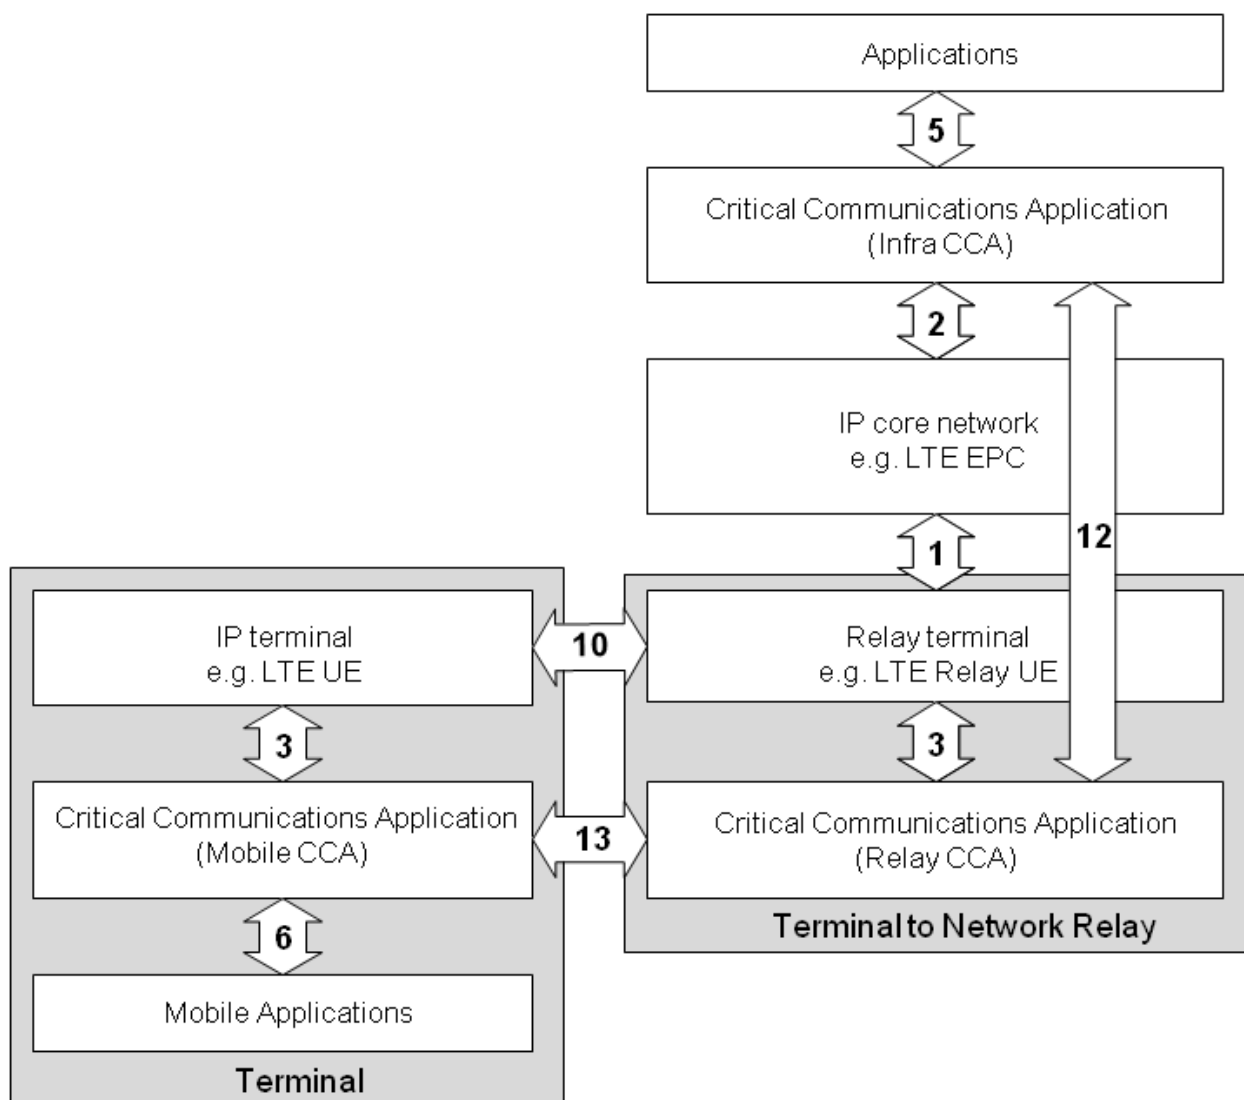 Applications
5
Critical Communications Application
(Infra CCA)
2
IP core network
e.g. LTE EPC
1
12
IP terminal
e.g. LTE UE
10
Relay terminal
e.g. LTE Relay UE
3
3
Critical Communications Application
(Mobile CCA)
13
Critical Communications Application
(Relay CCA)
6
Terminal to Network Relay
Mobile Applications
Terminal